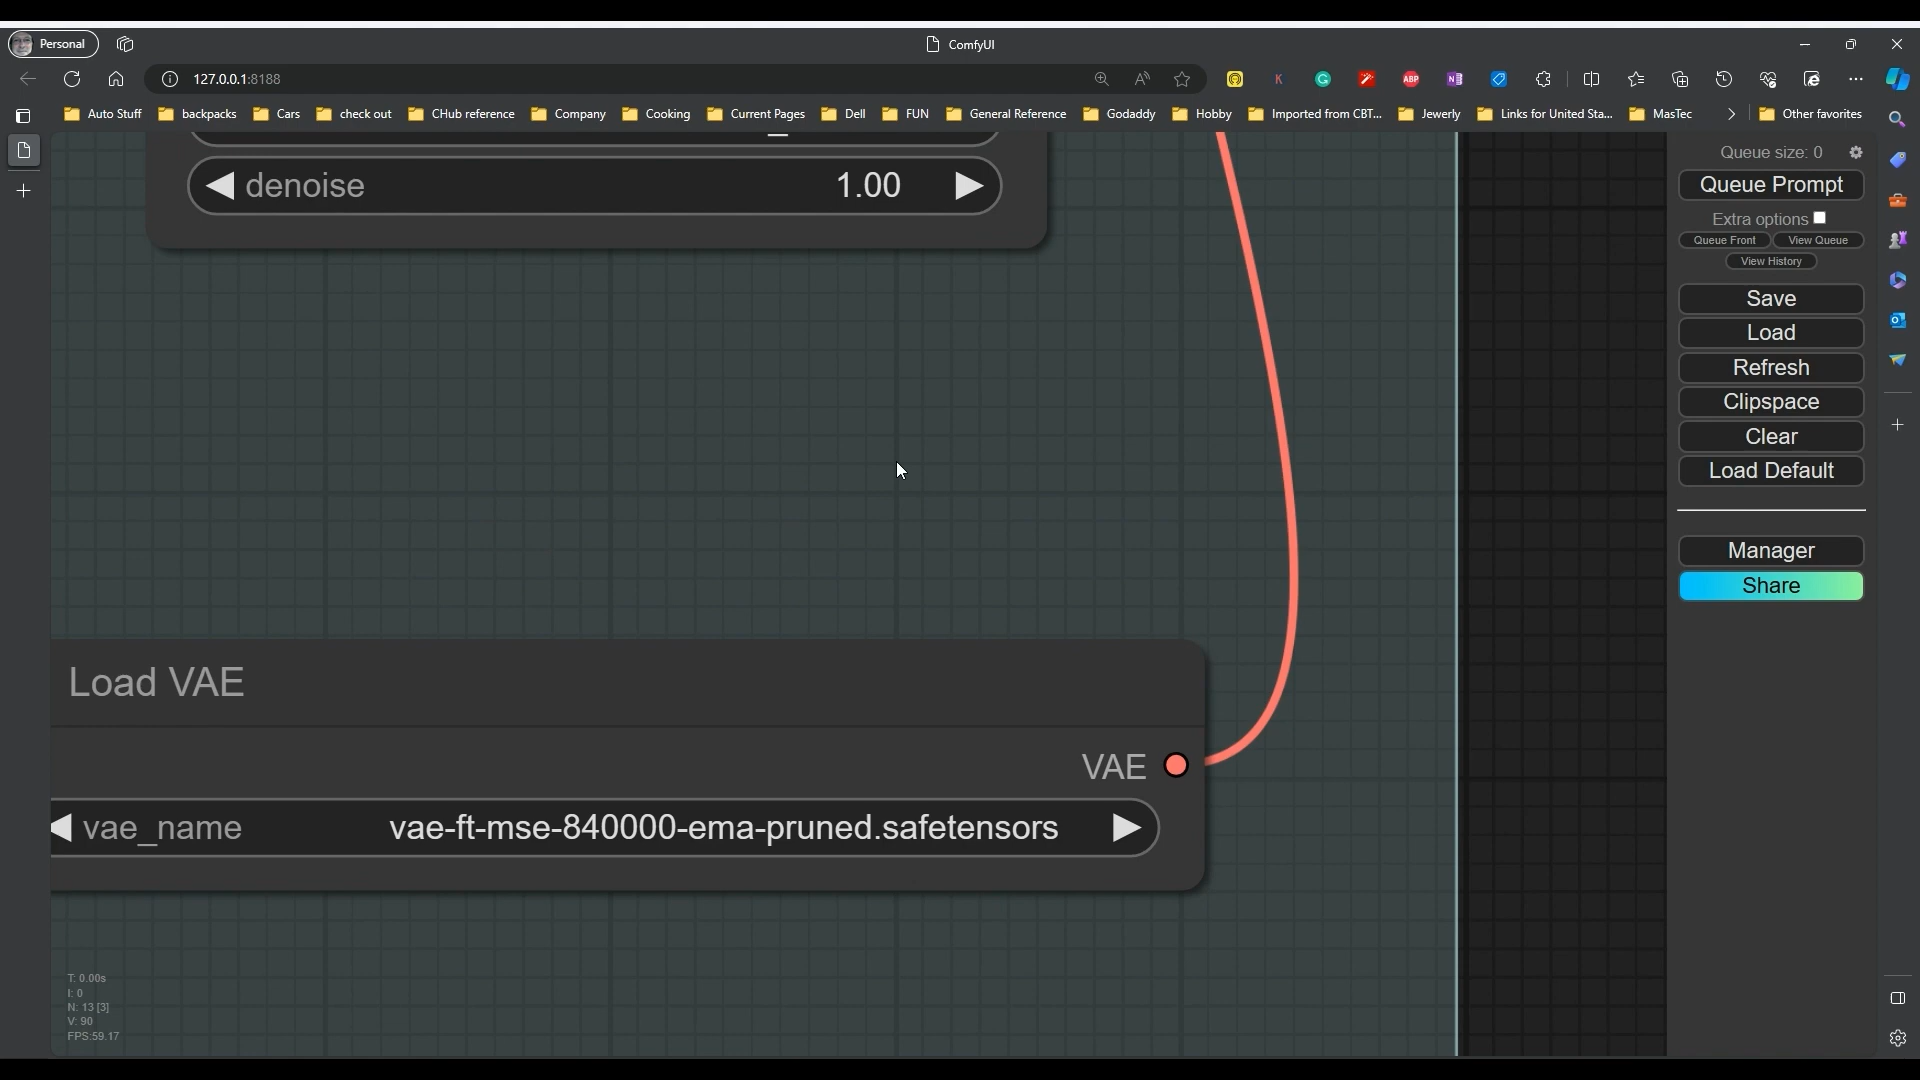 Personal
ComfyUI
127.0.0.1:8188
Auto Stuff
backpacks
Cars
check out
CHub reference
Company
Cooking
Current Pages
Dell
FUN
General Reference
Godaddy
Hobby
Imported from CBT...
Jewerly
Links for United Sta...
MasTec
Other favorites
denoise 1.00
Queue size: 0
Queue Prompt
Extra options
Queue Front
View Queue
View History
Save
Load
Refresh
Clipspace
Clear
Load Default
Manager
Share
Load VAE
VAE
vae_name vae-ft-mse-840000-ema-pruned.safetensors
T: 0.00s
I: 0
N: 13 [3]
V: 90
FPS:59.17